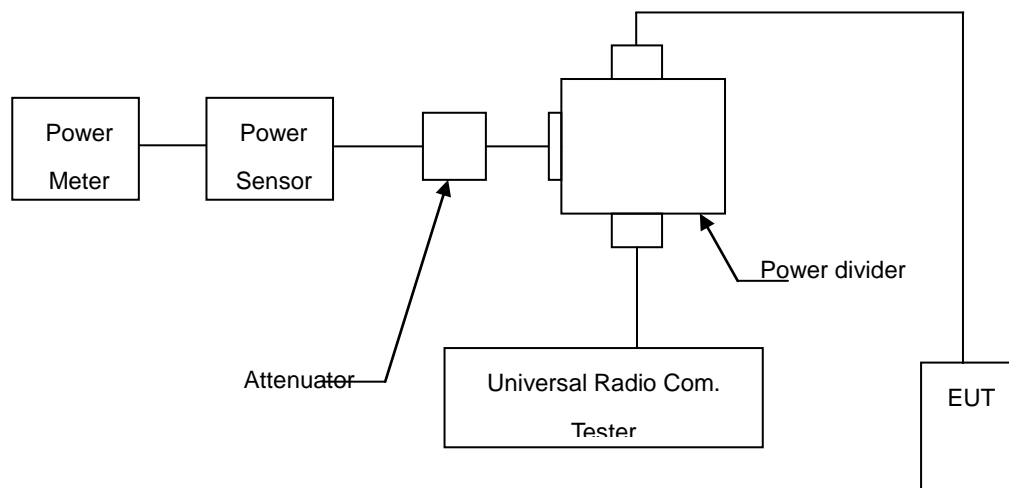 Power
Meter
Power
Sensor
Power divider
Attenuator
Universal Radio Com.
Tester
EUT